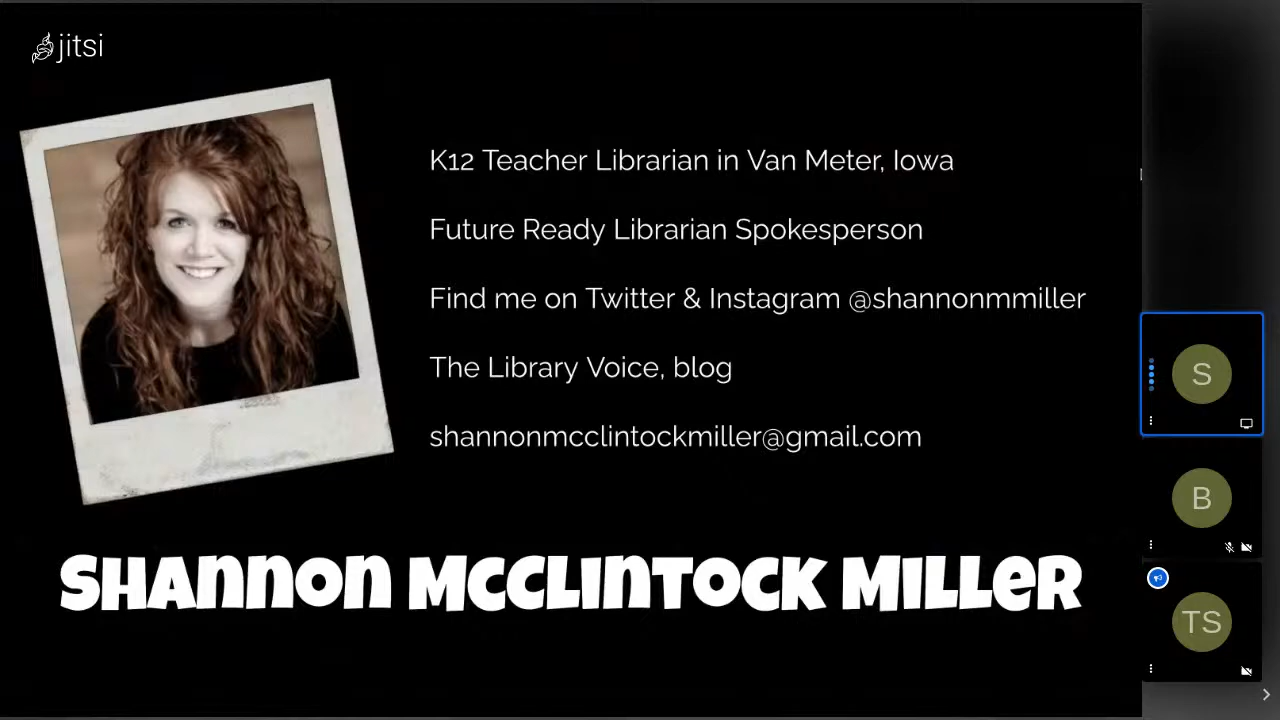 jitsi
K12 Teacher Librarian in Van Meter, Iowa
Future Ready Librarian Spokesperson
Find me on Twitter & Instagram @shannonmmiller
The Library Voice, blog
shannonmcclintockmiller@gmail.com
SHANNON MCCLINTOCK MILLER
S
B
TS